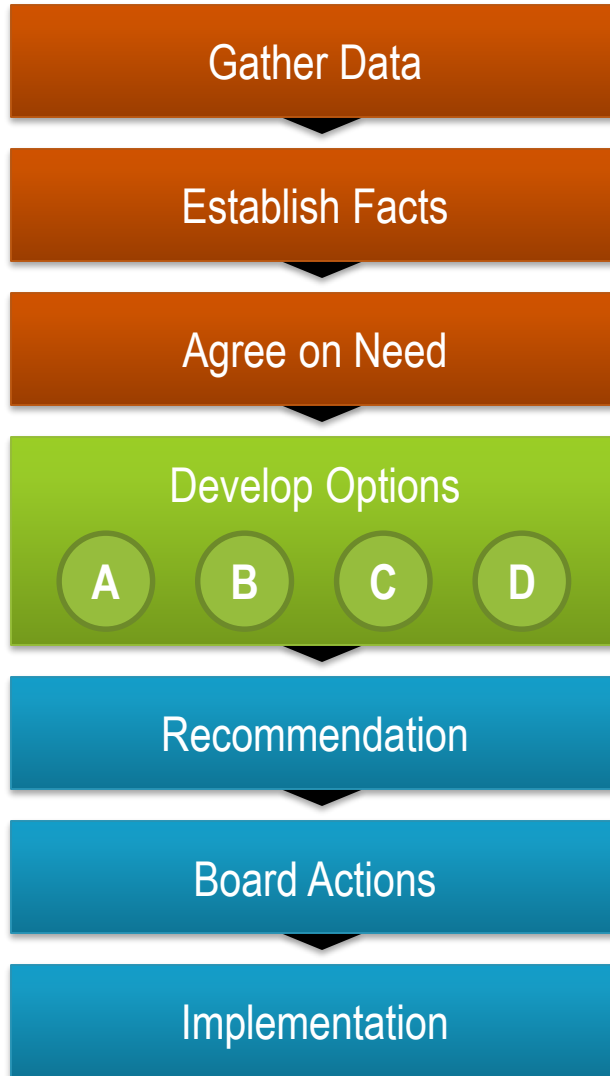 Gather Data
Establish Facts
Agree on Need
Develop Options
A B C D
Recommendation
Board Actions
Implementation